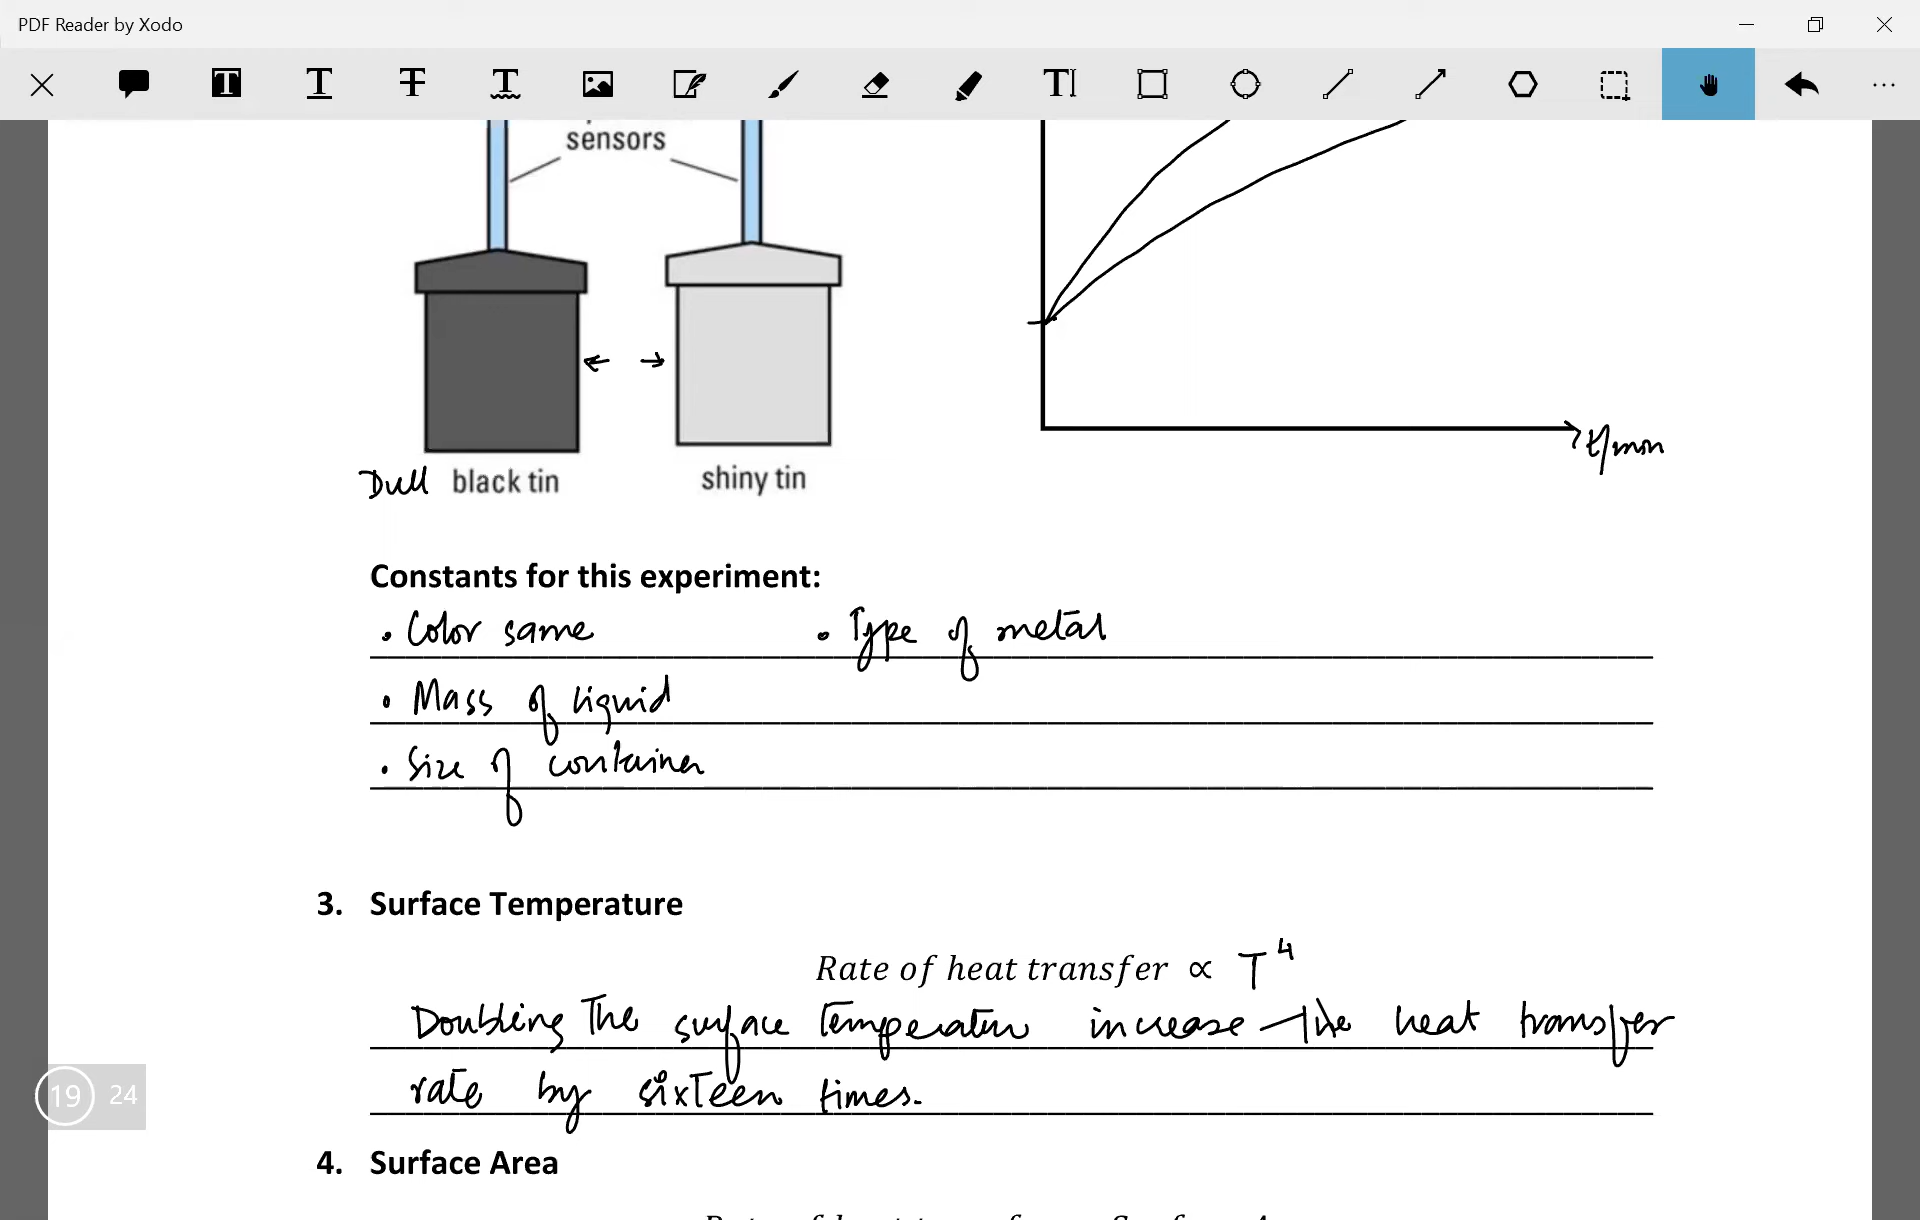 PDF Reader by Xodo
sensors
Dull black tin
shiny tin
t/min
Constants for this experiment:
• Color same • Type of metal
• Mass of liquid
• Size of container
3. Surface Temperature
Rate of heat transfer ∝ T⁴
Doubling The surface Temperature increase the heat transfer
rate by sixteen times.
19 24
4. Surface Area